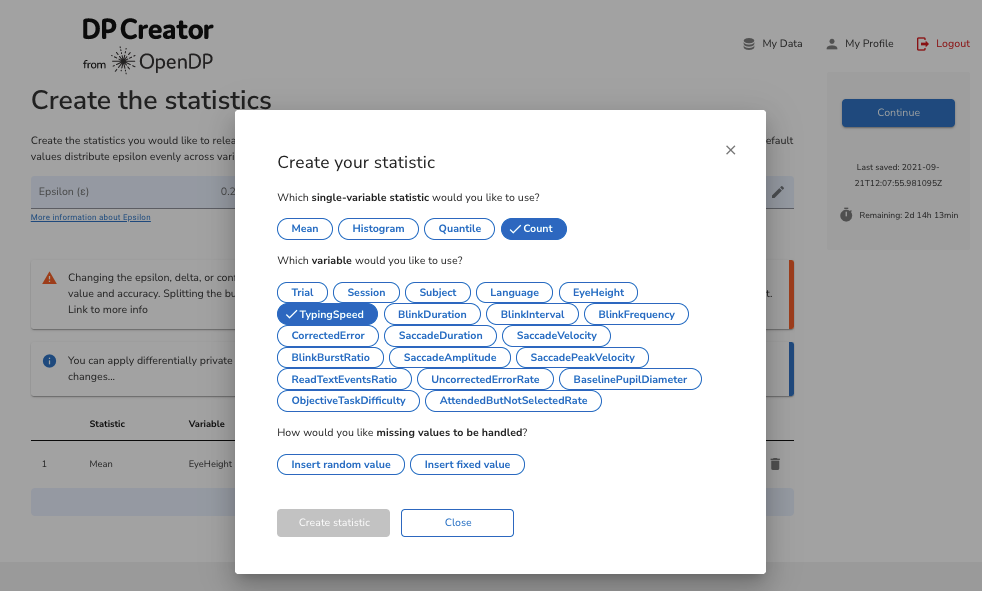 DP Creator
from OpenDP
My Data
My Profile
Logout
Create the statistics
Continue
Create the statistics you would like to relea
efault
values distribute epsilon evenly across vari
Last saved: 2021-09-
21T12:07:55.981095Z
Epsilon (ε)
0.2
More information about Epsilon
Remaining: 2d 14h 13min
Changing the epsilon, delta, or conf
value and accuracy. Splitting the bu
t.
Link to more info
You can apply differentially private
changes...
Statistic
Variable
1
Mean
EyeHeight
Create your statistic
Which single-variable statistic would you like to use?
Mean Histogram Quantile Count
Which variable would you like to use?
Trial Session Subject Language EyeHeight
TypingSpeed BlinkDuration BlinkInterval BlinkFrequency
CorrectedError SaccadeDuration SaccadeVelocity
BlinkBurstRatio SaccadeAmplitude SaccadePeakVelocity
ReadTextEventsRatio UncorrectedErrorRate BaselinePupilDiameter
ObjectiveTaskDifficulty AttendedButNotSelectedRate
How would you like missing values to be handled?
Insert random value Insert fixed value
Create statistic Close